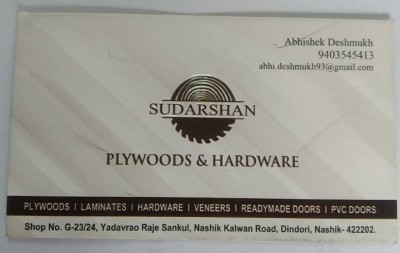 Abhishek Deshmukh
9403545413
abhi.deshmukh93@gmail.com
SUDARSHAN
PLYWOODS & HARDWARE
PLYWOODS | LAMINATES | HARDWARE | VENEERS | READYMADE DOORS | PVC DOORS
Shop No. G-23/24, Yadavrao Raje Sankul, Nashik Kalwan Road, Dindori, Nashik- 422202.